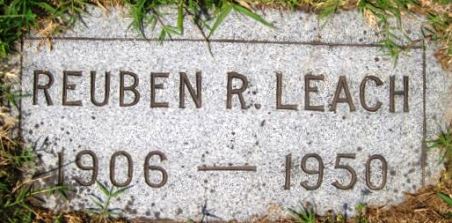 REUBEN R. LEACH
1906 — 1950